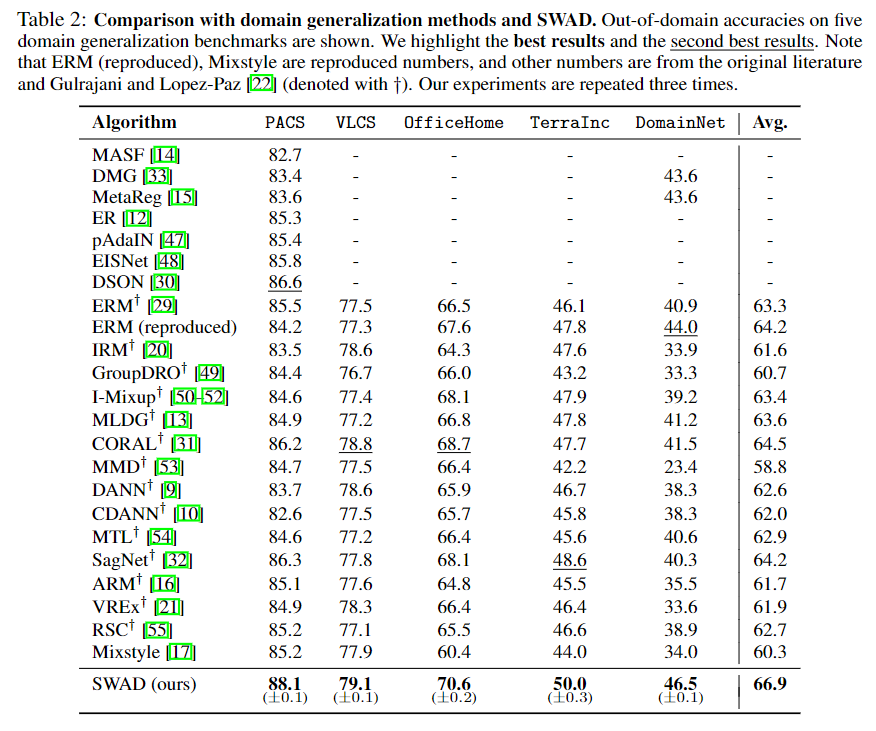 Table 2: Comparison with domain generalization methods and SWAD. Out-of-domain accuracies on five
domain generalization benchmarks are shown. We highlight the best results and the second best results. Note
that ERM (reproduced), Mixstyle are reproduced numbers, and other numbers are from the original literature
and Gulrajani and Lopez-Paz [22] (denoted with †). Our experiments are repeated three times.
Algorithm PACS VLCS OfficeHome TerraInc DomainNet Avg.
MASF [14] 82.7 - - - - -
DMG [33] 83.4 - - - 43.6 -
MetaReg [15] 83.6 - - - 43.6 -
ER [12] 85.3 - - - - -
pAdaIN [47] 85.4 - - - - -
EISNet [48] 85.8 - - - - -
DSON [30] 86.6 - - - - -
ERM† [29] 85.5 77.5 66.5 46.1 40.9 63.3
ERM (reproduced) 84.2 77.3 67.6 47.8 44.0 64.2
IRM† [20] 83.5 78.6 64.3 47.6 33.9 61.6
GroupDRO† [49] 84.4 76.7 66.0 43.2 33.3 60.7
I-Mixup† [50-52] 84.6 77.4 68.1 47.9 39.2 63.4
MLDG† [13] 84.9 77.2 66.8 47.8 41.2 63.6
CORAL† [31] 86.2 78.8 68.7 47.7 41.5 64.5
MMD† [53] 84.7 77.5 66.4 42.2 23.4 58.8
DANN† [9] 83.7 78.6 65.9 46.7 38.3 62.6
CDANN† [10] 82.6 77.5 65.7 45.8 38.3 62.0
MTL† [54] 84.6 77.2 66.4 45.6 40.6 62.9
SagNet† [32] 86.3 77.8 68.1 48.6 40.3 64.2
ARM† [16] 85.1 77.6 64.8 45.5 35.5 61.7
VREx† [21] 84.9 78.3 66.4 46.4 33.6 61.9
RSC† [55] 85.2 77.1 65.5 46.6 38.9 62.7
Mixstyle [17] 85.2 77.9 60.4 44.0 34.0 60.3
SWAD (ours) 88.1 79.1 70.6 50.0 46.5 66.9
(±0.1) (±0.1) (±0.2) (±0.3) (±0.1)